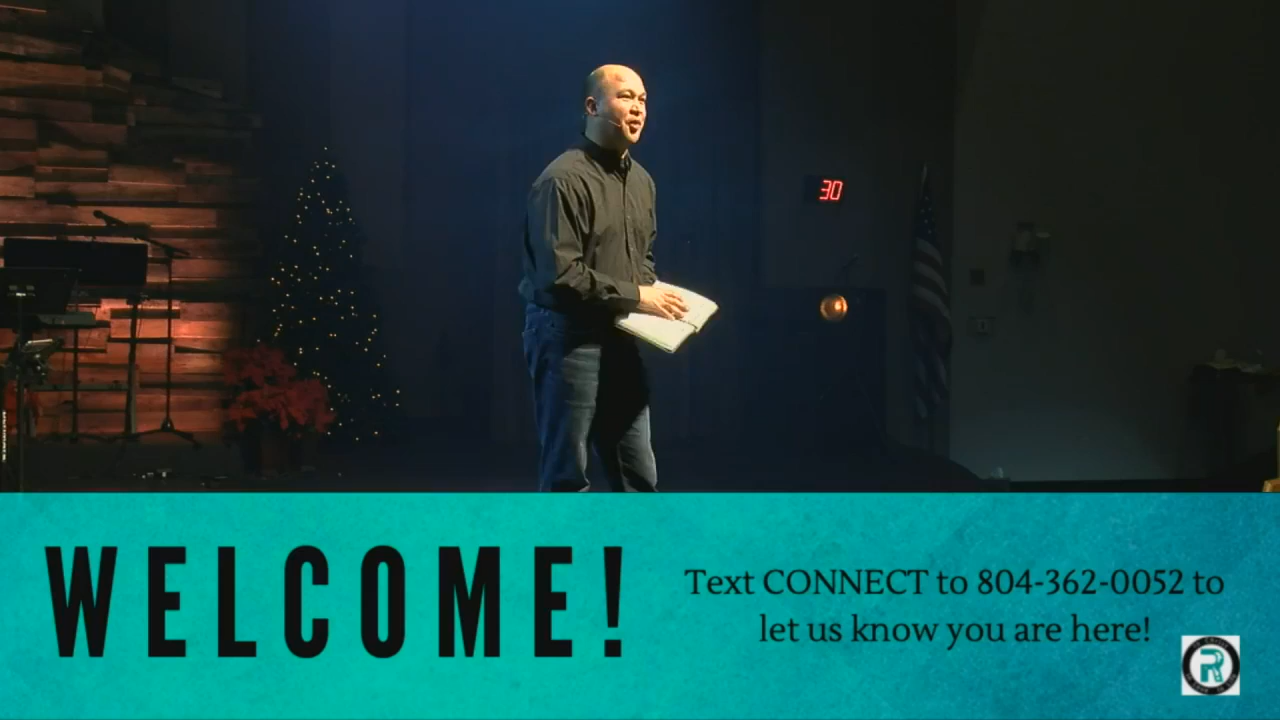 30
WELCOME!
Text CONNECT to 804-362-0052 to
let us know you are here!
R